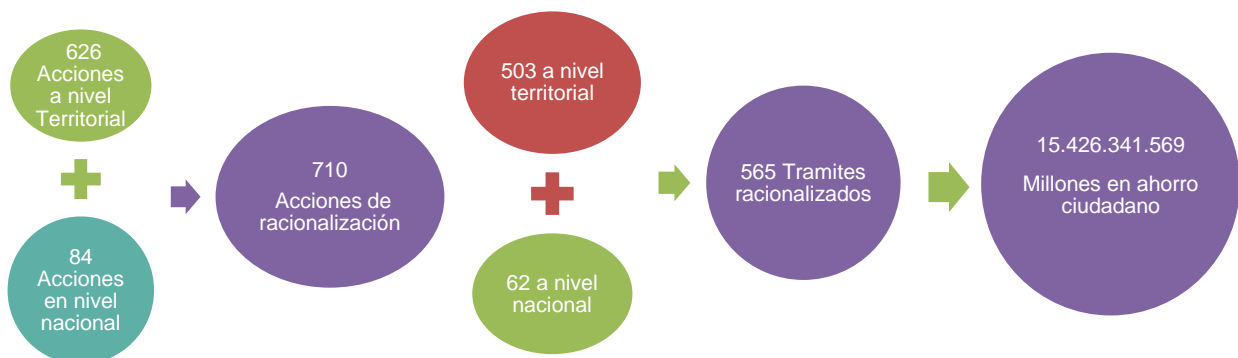 626
Acciones
a nivel
Territorial
84
Acciones
en nivel
nacional
710
Acciones de
racionalización
503 a nivel
territorial
62 a nivel
nacional
565 Tramites
racionalizados
15.426.341.569
Millones en ahorro
ciudadano